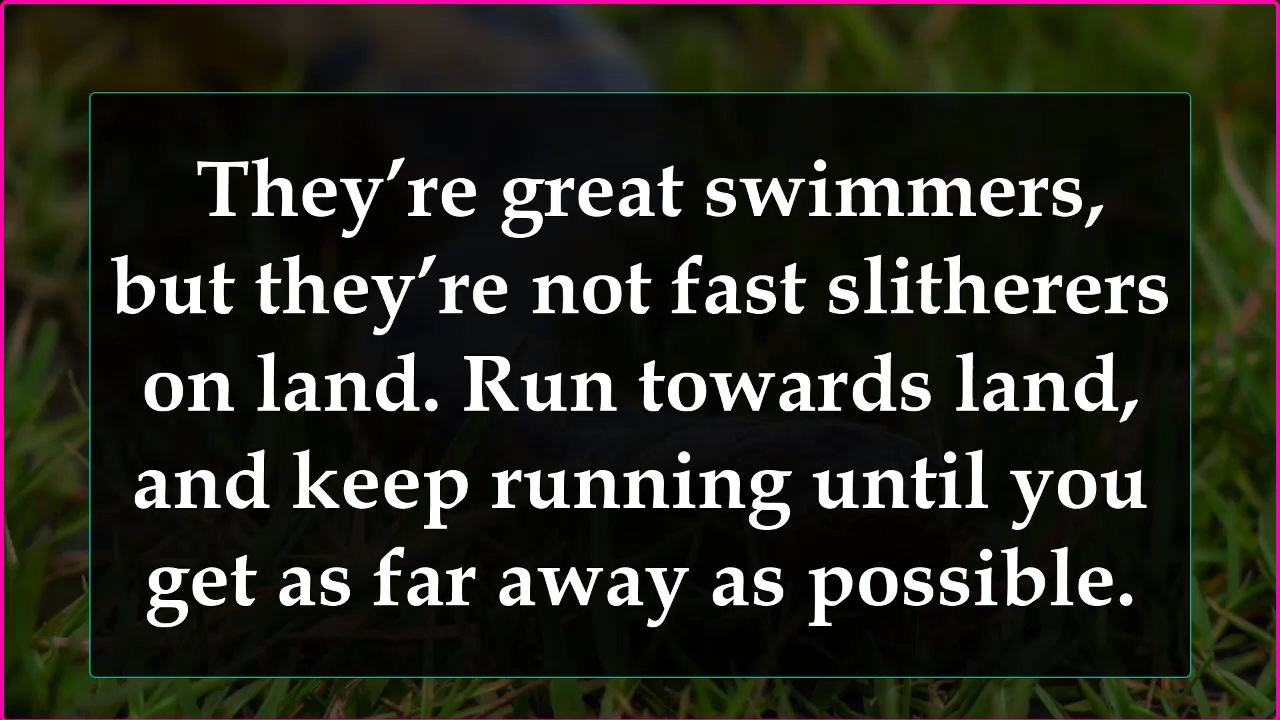 They’re great swimmers,
but they’re not fast slitherers
on land. Run towards land,
and keep running until you
get as far away as possible.